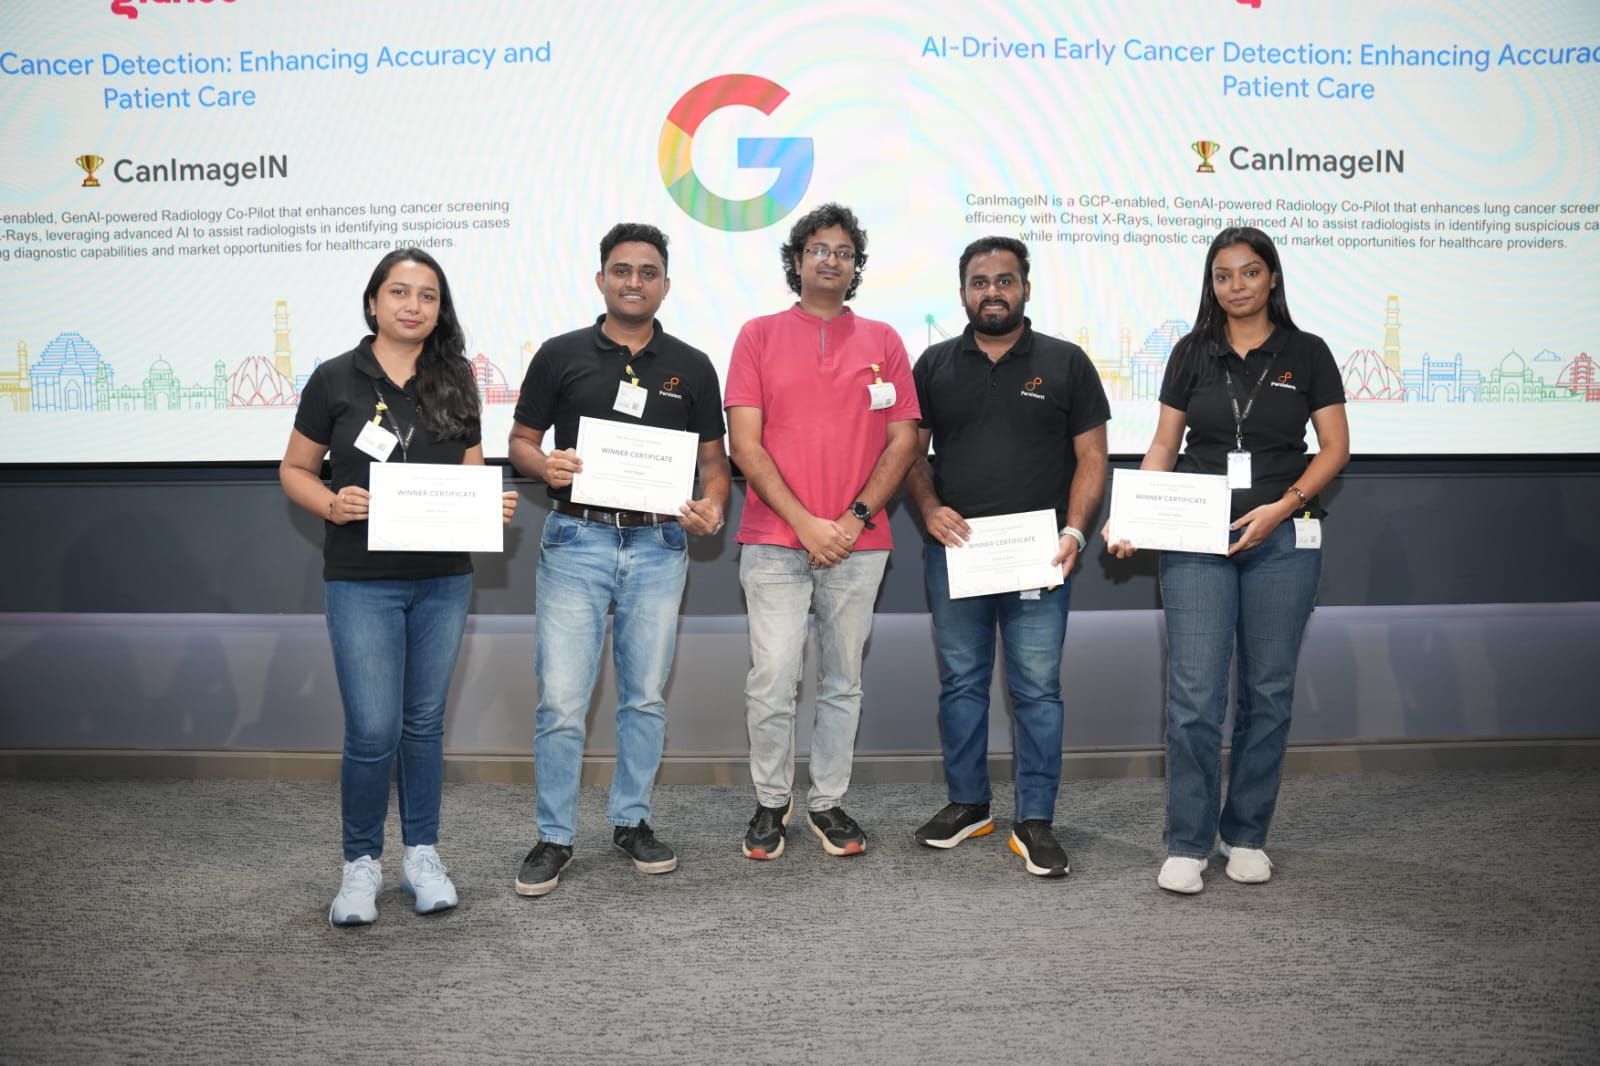 Cancer Detection: Enhancing Accuracy and
Patient Care
CanImageIN
-enabled, GenAI-powered Radiology Co-Pilot that enhances lung cancer screening
-Rays, leveraging advanced AI to assist radiologists in identifying suspicious cases
ng diagnostic capabilities and market opportunities for healthcare providers.
G
AI-Driven Early Cancer Detection: Enhancing Accurac
Patient Care
CanImageIN
CanImageIN is a GCP-enabled, GenAI-powered Radiology Co-Pilot that enhances lung cancer screen
efficiency with Chest X-Rays, leveraging advanced AI to assist radiologists in identifying suspicious ca
while improving diagnostic cap nd market opportunities for healthcare providers.
Persistent
Persistent
Persistent
WINNER CERTIFICATE
WINNER CERTIFICATE
WINNER CERTIFICATE
WINNER CERTIFICATE